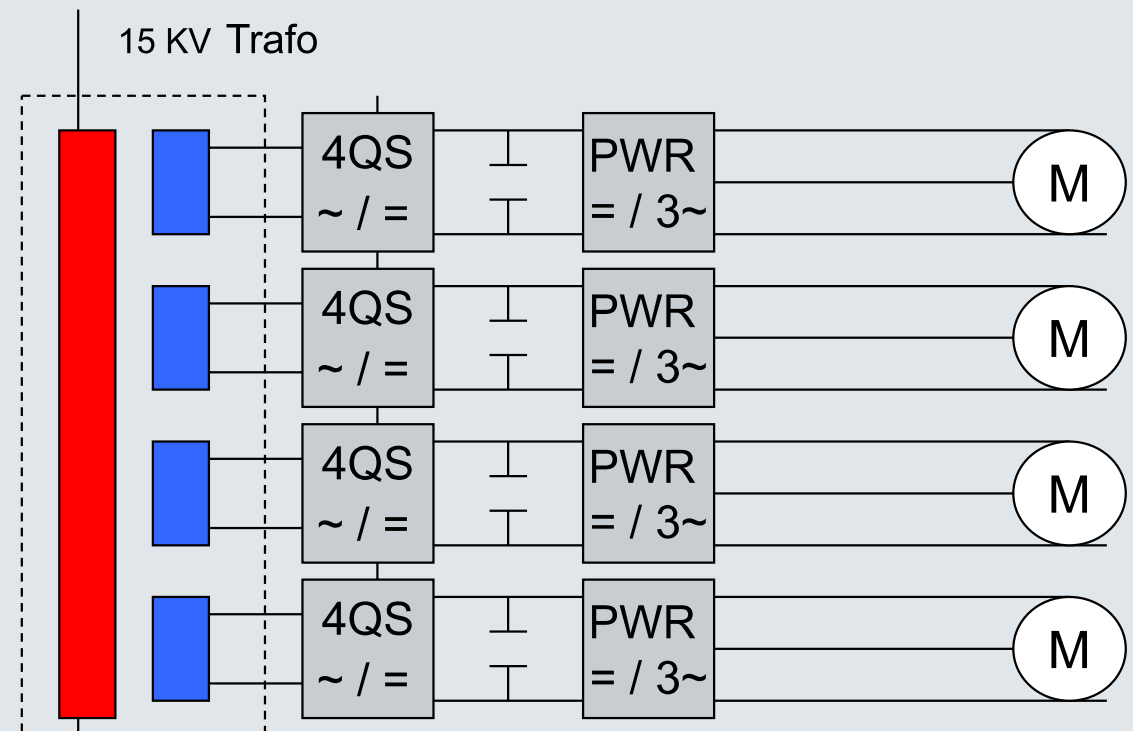 15 KV Trafo
4QS
~ / =
PWR
= / 3~
M
4QS
~ / =
PWR
= / 3~
M
4QS
~ / =
PWR
= / 3~
M
4QS
~ / =
PWR
= / 3~
M